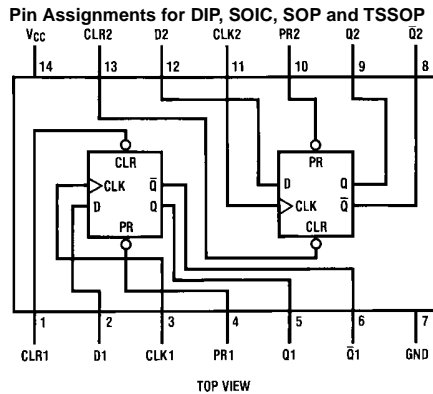 Pin Assignments for DIP, SOIC, SOP and TSSOP
VCC CLR2 D2 CLK2 PR2 Q2 Q̅2
14 13 12 11 10 9 8
CLR PR
CLK Q̅ D Q
D Q CLK Q̅
PR CLR
1 2 3 4 5 6 7
CLR1 D1 CLK1 PR1 Q1 Q̅1 GND
TOP VIEW